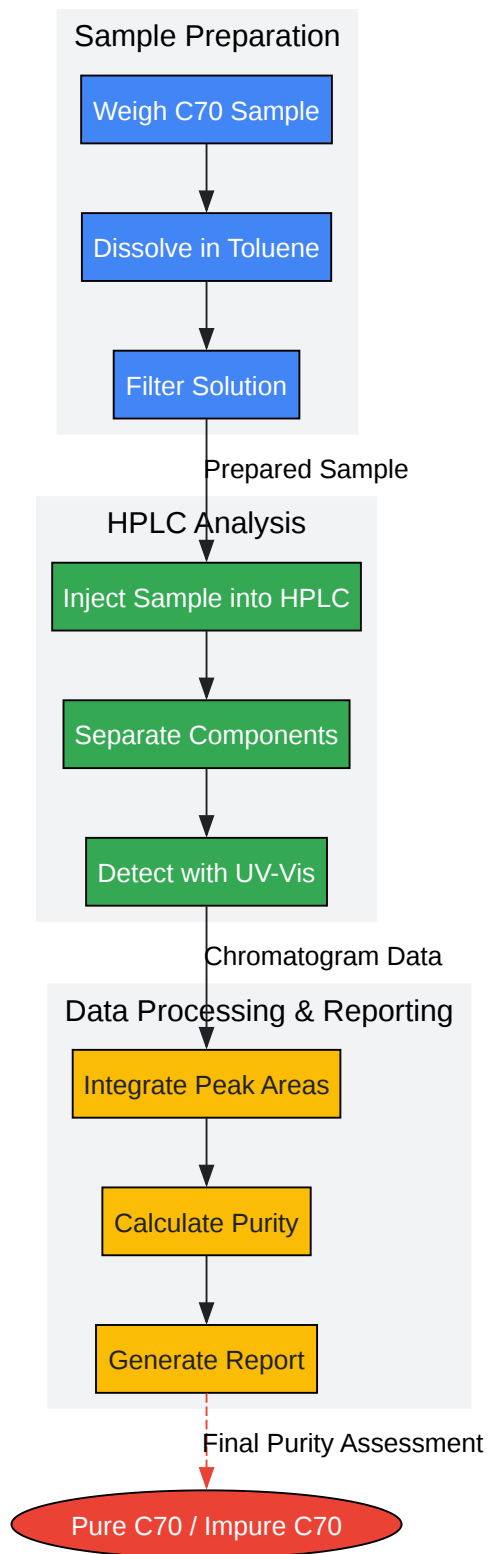 Sample Preparation
Weigh C70 Sample
Dissolve in Toluene
Filter Solution
Prepared Sample
HPLC Analysis
Inject Sample into HPLC
Separate Components
Detect with UV-Vis
Chromatogram Data
Data Processing & Reporting
Integrate Peak Areas
Calculate Purity
Generate Report
Final Purity Assessment
Pure C70 / Impure C70